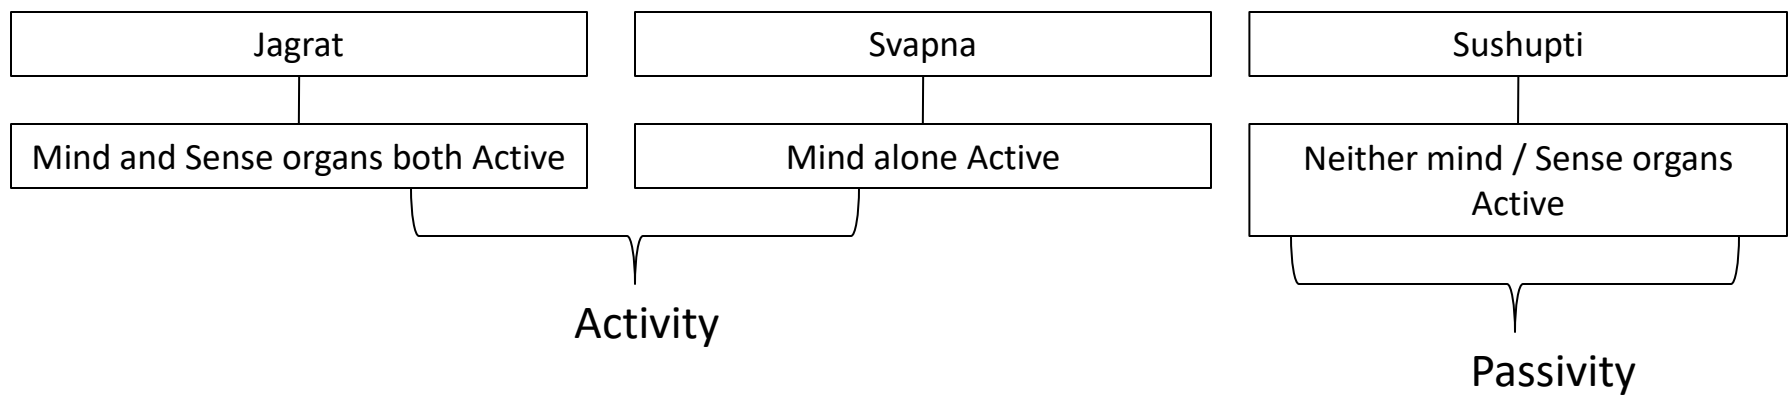 Jagrat
Svapna
Sushupti
Mind and Sense organs both Active
Mind alone Active
Neither mind / Sense organs
Active
Activity
Passivity